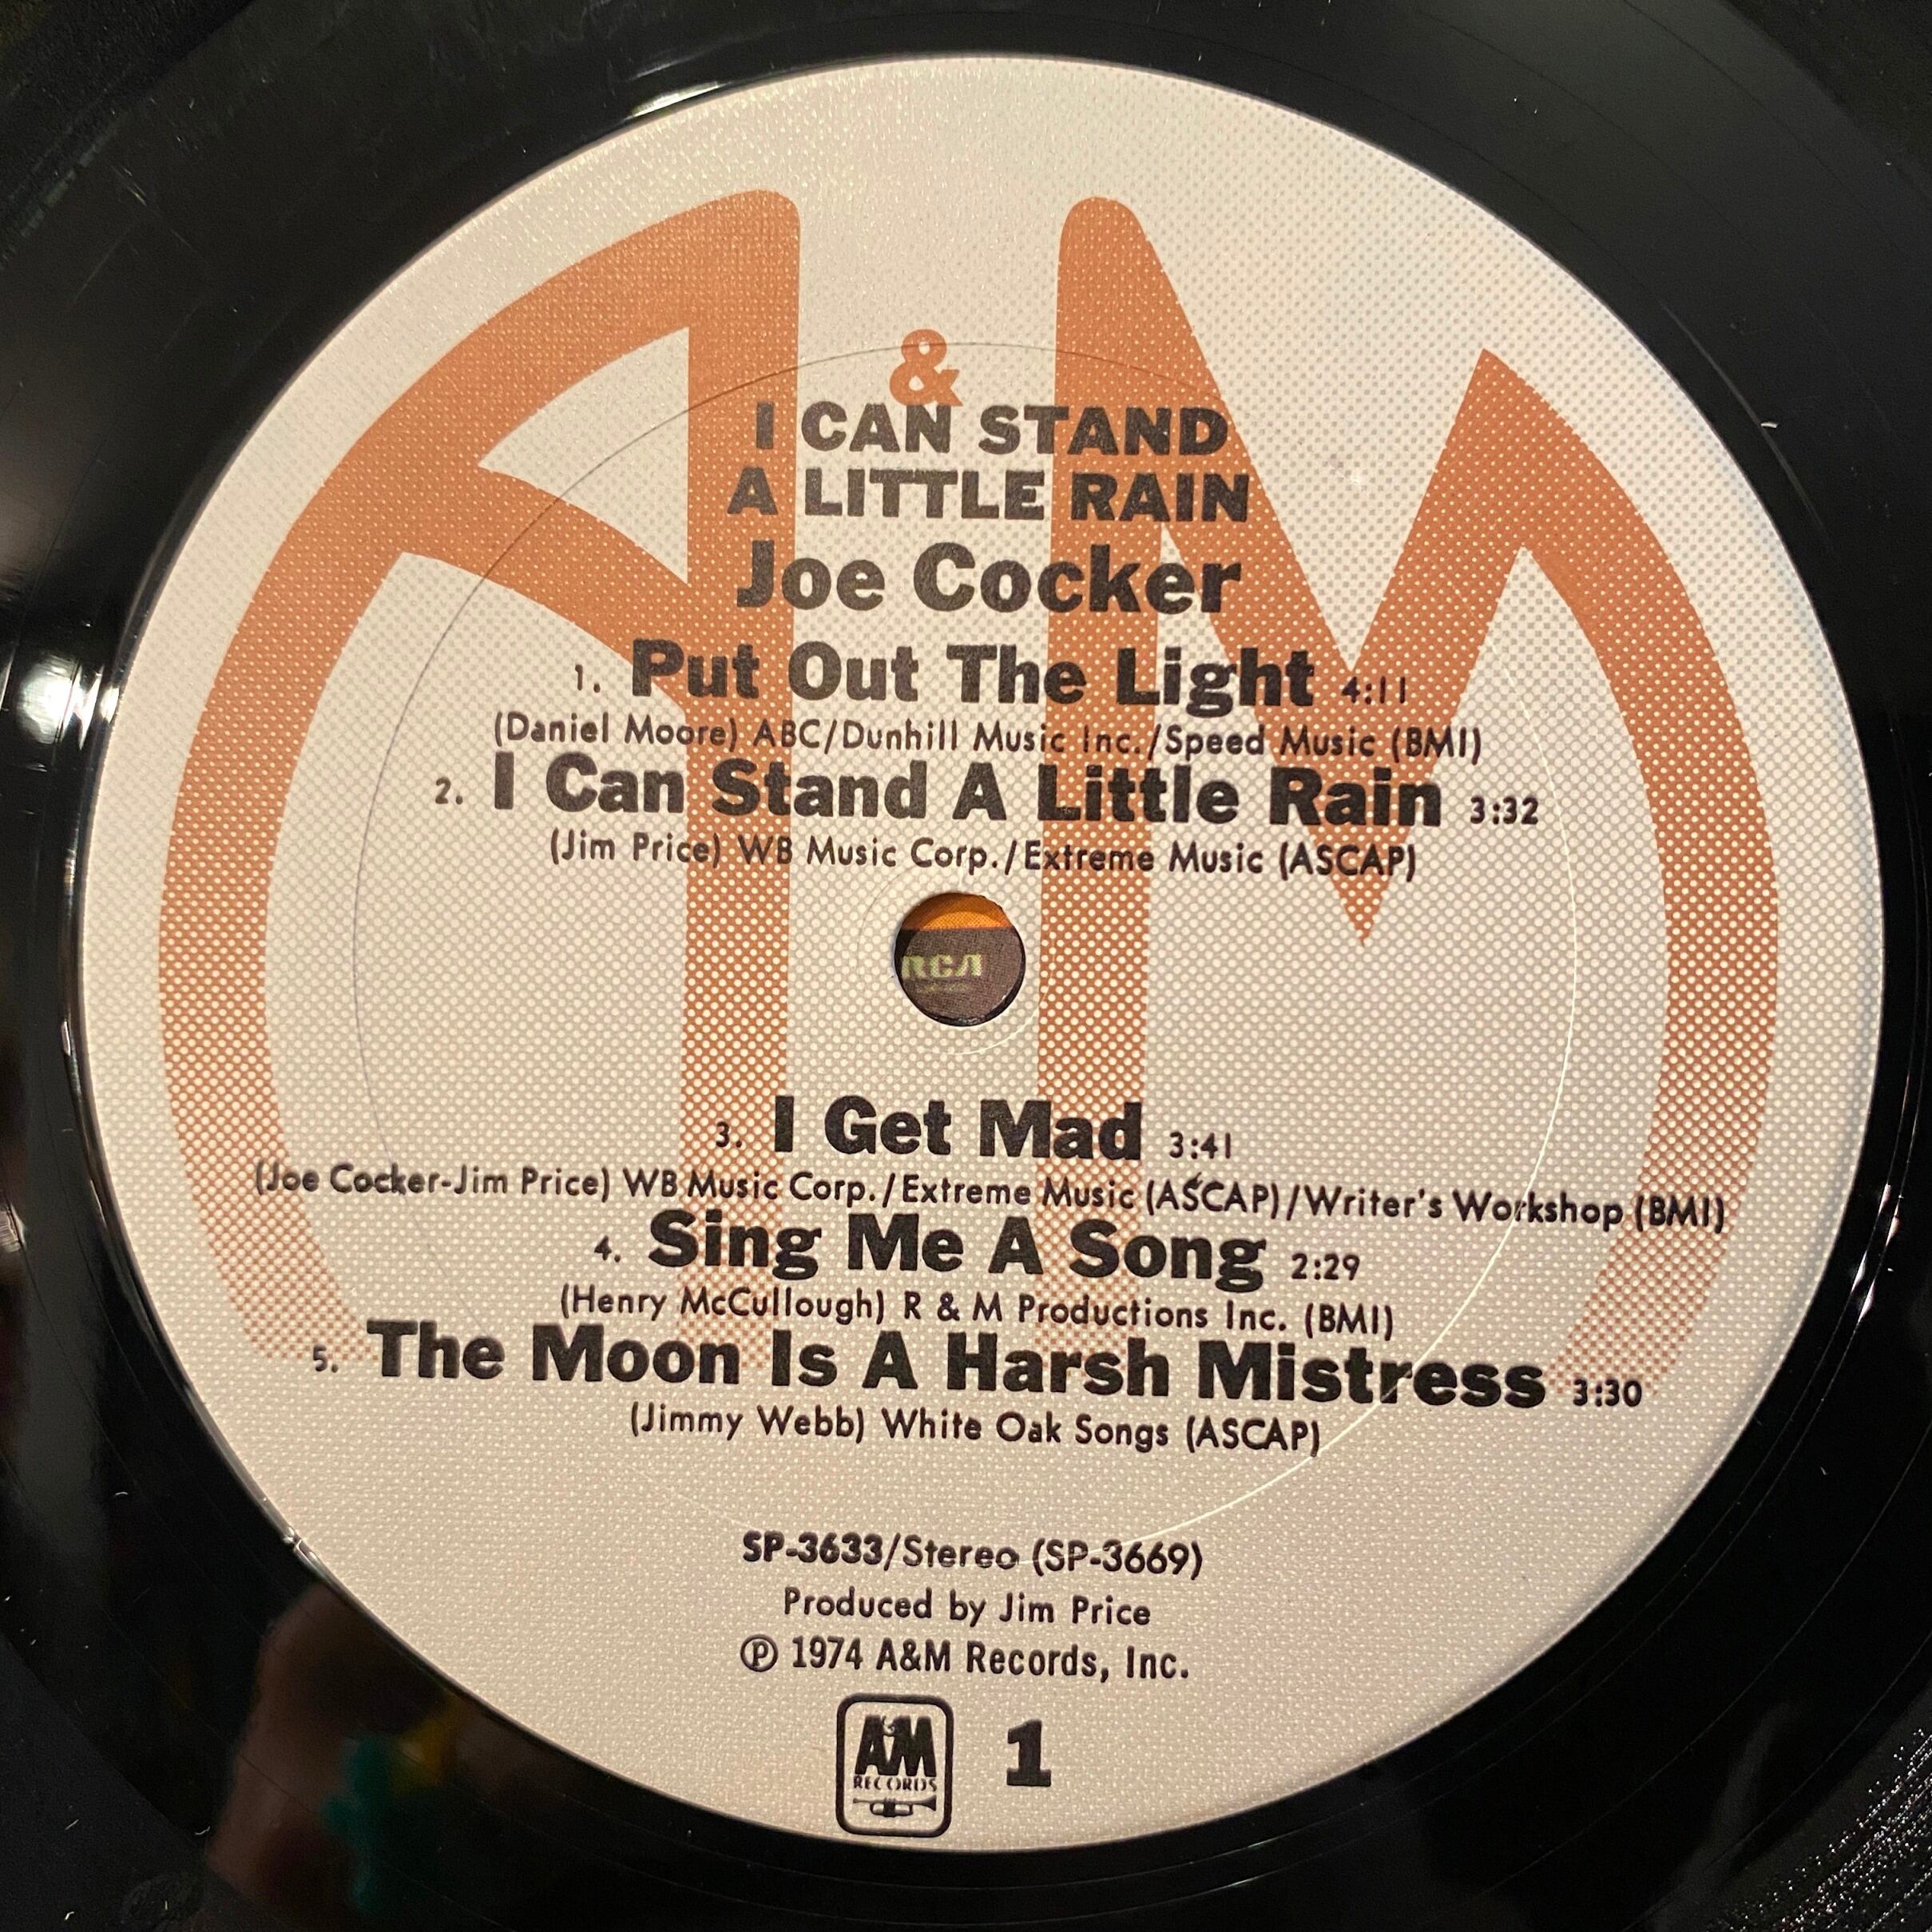 &
I CAN STAND
A LITTLE RAIN
Joe Cocker
1. Put Out The Light 4:11
(Daniel Moore) ABC/Dunhill Music Inc./Speed Music (BMI)
2. I Can Stand A Little Rain 3:32
(Jim Price) WB Music Corp./Extreme Music (ASCAP)
RCA
3. I Get Mad 3:41
(Joe Cocker-Jim Price) WB Music Corp./Extreme Music (ASCAP)/Writer's Workshop (BMI)
4. Sing Me A Song 2:29
(Henry McCullough) R & M Productions Inc. (BMI)
5. The Moon Is A Harsh Mistress 3:30
(Jimmy Webb) White Oak Songs (ASCAP)
SP-3633/Stereo (SP-3669)
Produced by Jim Price
℗ 1974 A&M Records, Inc.
A&M
RECORDS
1